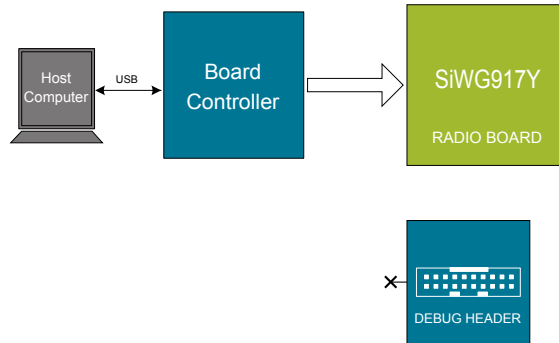 Host
Computer
USB
Board
Controller
SiWG917Y
RADIO BOARD
DEBUG HEADER